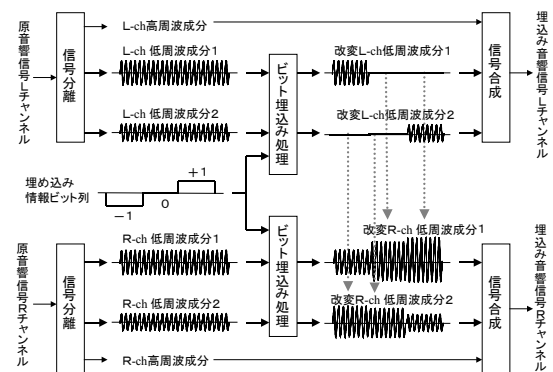 原音響信号Lチャンネル
信号分離
L-ch高周波成分
L-ch 低周波成分1
L-ch 低周波成分2
ビット埋込み処理
改変L-ch低周波成分1
改変L-ch低周波成分2
信号合成
埋込み音響信号Lチャンネル
埋め込み
情報ビット列
-1
0
+1
原音響信号Rチャンネル
信号分離
R-ch 低周波成分1
R-ch 低周波成分2
R-ch高周波成分
ビット埋込み処理
改変R-ch 低周波成分1
改変R-ch 低周波成分2
信号合成
埋込み音響信号Rチャンネル